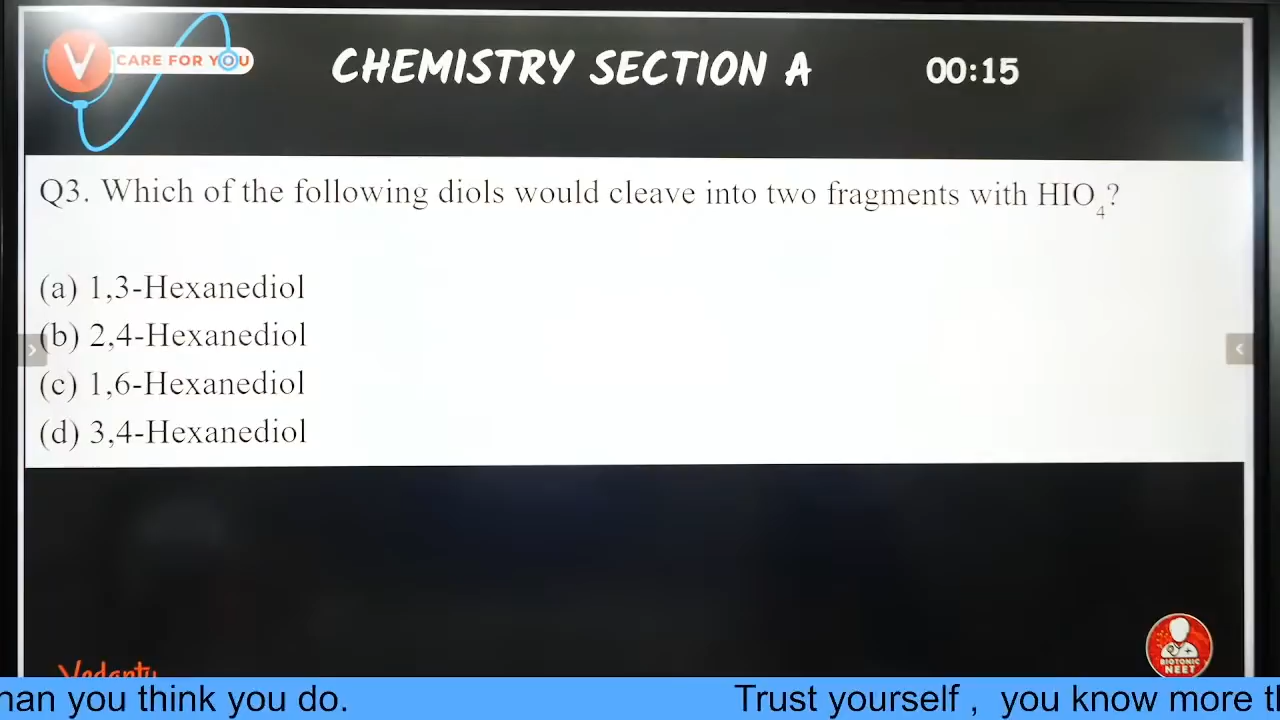 V CARE FOR YOU
CHEMISTRY SECTION A
00:15
Q3. Which of the following diols would cleave into two fragments with HIO4?
(a) 1,3-Hexanediol
(b) 2,4-Hexanediol
(c) 1,6-Hexanediol
(d) 3,4-Hexanediol
BIOTONIC
NEET
you think you do.
Trust yourself , you know more